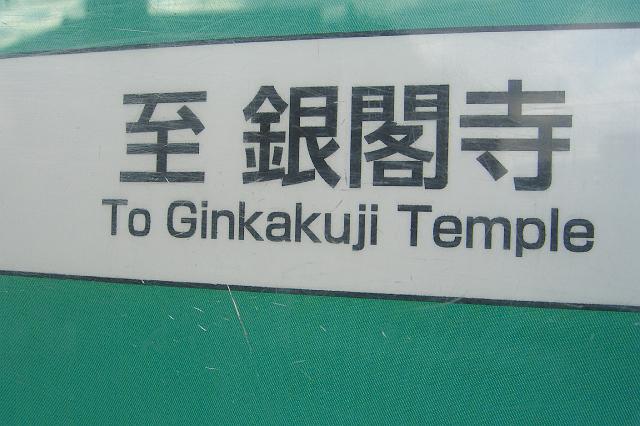 至 銀閣寺
To Ginkakuji Temple